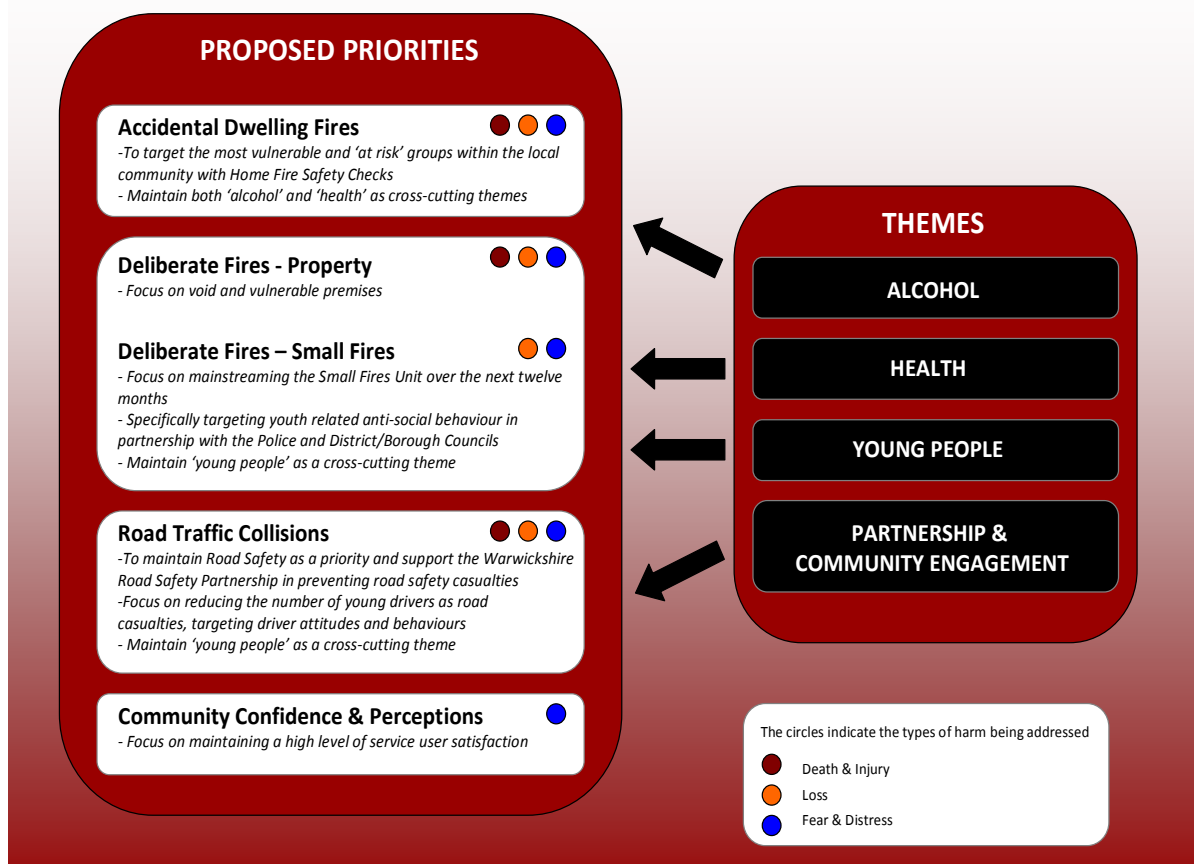 PROPOSED PRIORITIES
Accidental Dwelling Fires
-To target the most vulnerable and ‘at risk’ groups within the local
community with Home Fire Safety Checks
- Maintain both ‘alcohol’ and ‘health’ as cross-cutting themes
Deliberate Fires - Property
- Focus on void and vulnerable premises
Deliberate Fires – Small Fires
- Focus on mainstreaming the Small Fires Unit over the next twelve
months
- Specifically targeting youth related anti-social behaviour in
partnership with the Police and District/Borough Councils
- Maintain ‘young people’ as a cross-cutting theme
Road Traffic Collisions
-To maintain Road Safety as a priority and support the Warwickshire
Road Safety Partnership in preventing road safety casualties
-Focus on reducing the number of young drivers as road
casualties, targeting driver attitudes and behaviours
- Maintain ‘young people’ as a cross-cutting theme
Community Confidence & Perceptions
- Focus on maintaining a high level of service user satisfaction
THEMES
ALCOHOL
HEALTH
YOUNG PEOPLE
PARTNERSHIP &
COMMUNITY ENGAGEMENT
The circles indicate the types of harm being addressed
Death & Injury
Loss
Fear & Distress